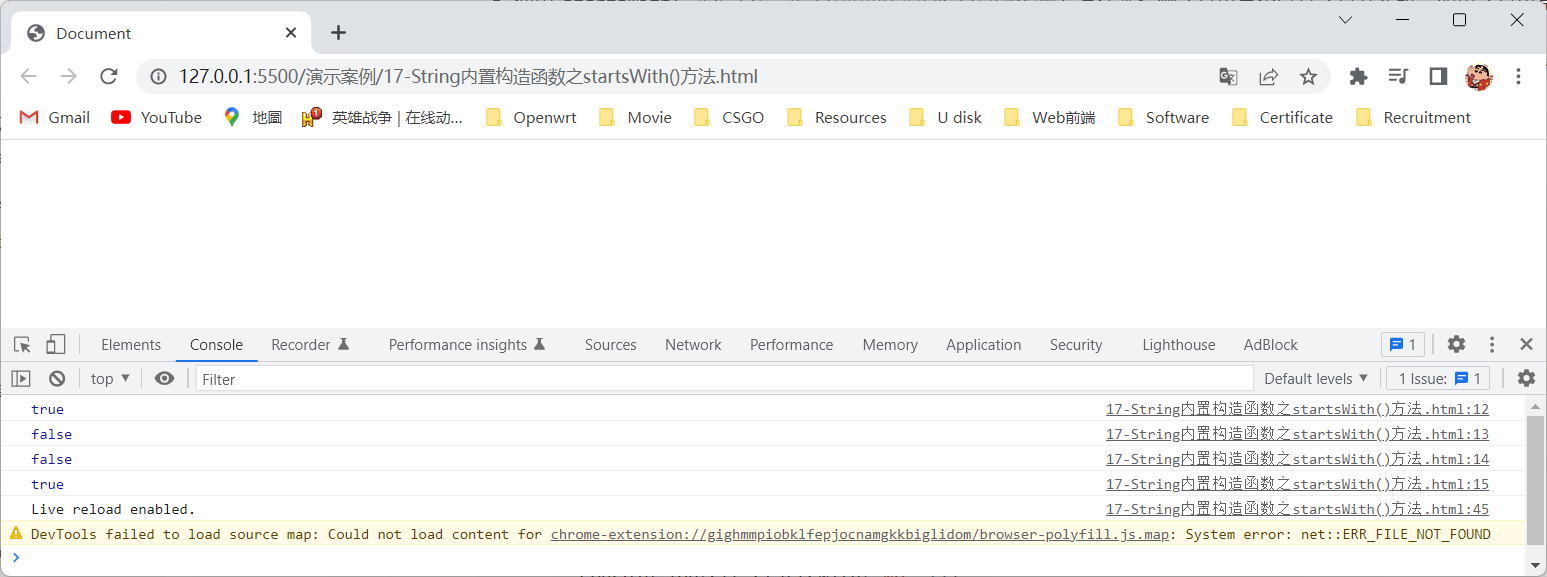 Document
127.0.0.1:5500/演示案例/17-String内置构造函数之startsWith()方法.html
Gmail YouTube 地圖 英雄战争 | 在线动... Openwrt Movie CSGO Resources U disk Web前端 Software Certificate Recruitment
Elements Console Recorder Performance insights Sources Network Performance Memory Application Security Lighthouse AdBlock 1
top Filter Default levels 1 Issue: 1
true 17-String内置构造函数之startsWith()方法.html:12
false 17-String内置构造函数之startsWith()方法.html:13
false 17-String内置构造函数之startsWith()方法.html:14
true 17-String内置构造函数之startsWith()方法.html:15
Live reload enabled. 17-String内置构造函数之startsWith()方法.html:45
DevTools failed to load source map: Could not load content for chrome-extension://gighmmpiobklfepjocnamgkkbiglidom/browser-polyfill.js.map: System error: net::ERR_FILE_NOT_FOUND